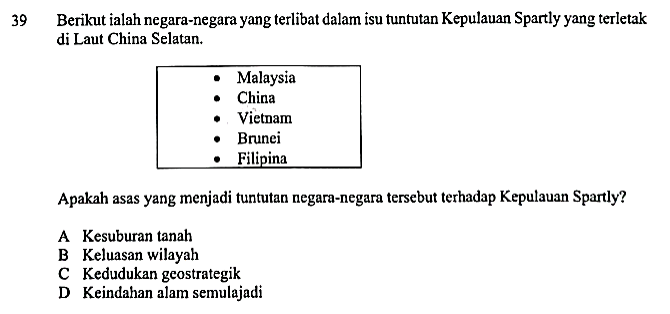 39 Berikut ialah negara-negara yang terlibat dalam isu tuntutan Kepulauan Spartly yang terletak
di Laut China Selatan.
• Malaysia
• China
• Vietnam
• Brunei
• Filipina
Apakah asas yang menjadi tuntutan negara-negara tersebut terhadap Kepulauan Spartly?
A Kesuburan tanah
B Keluasan wilayah
C Kedudukan geostrategik
D Keindahan alam semulajadi